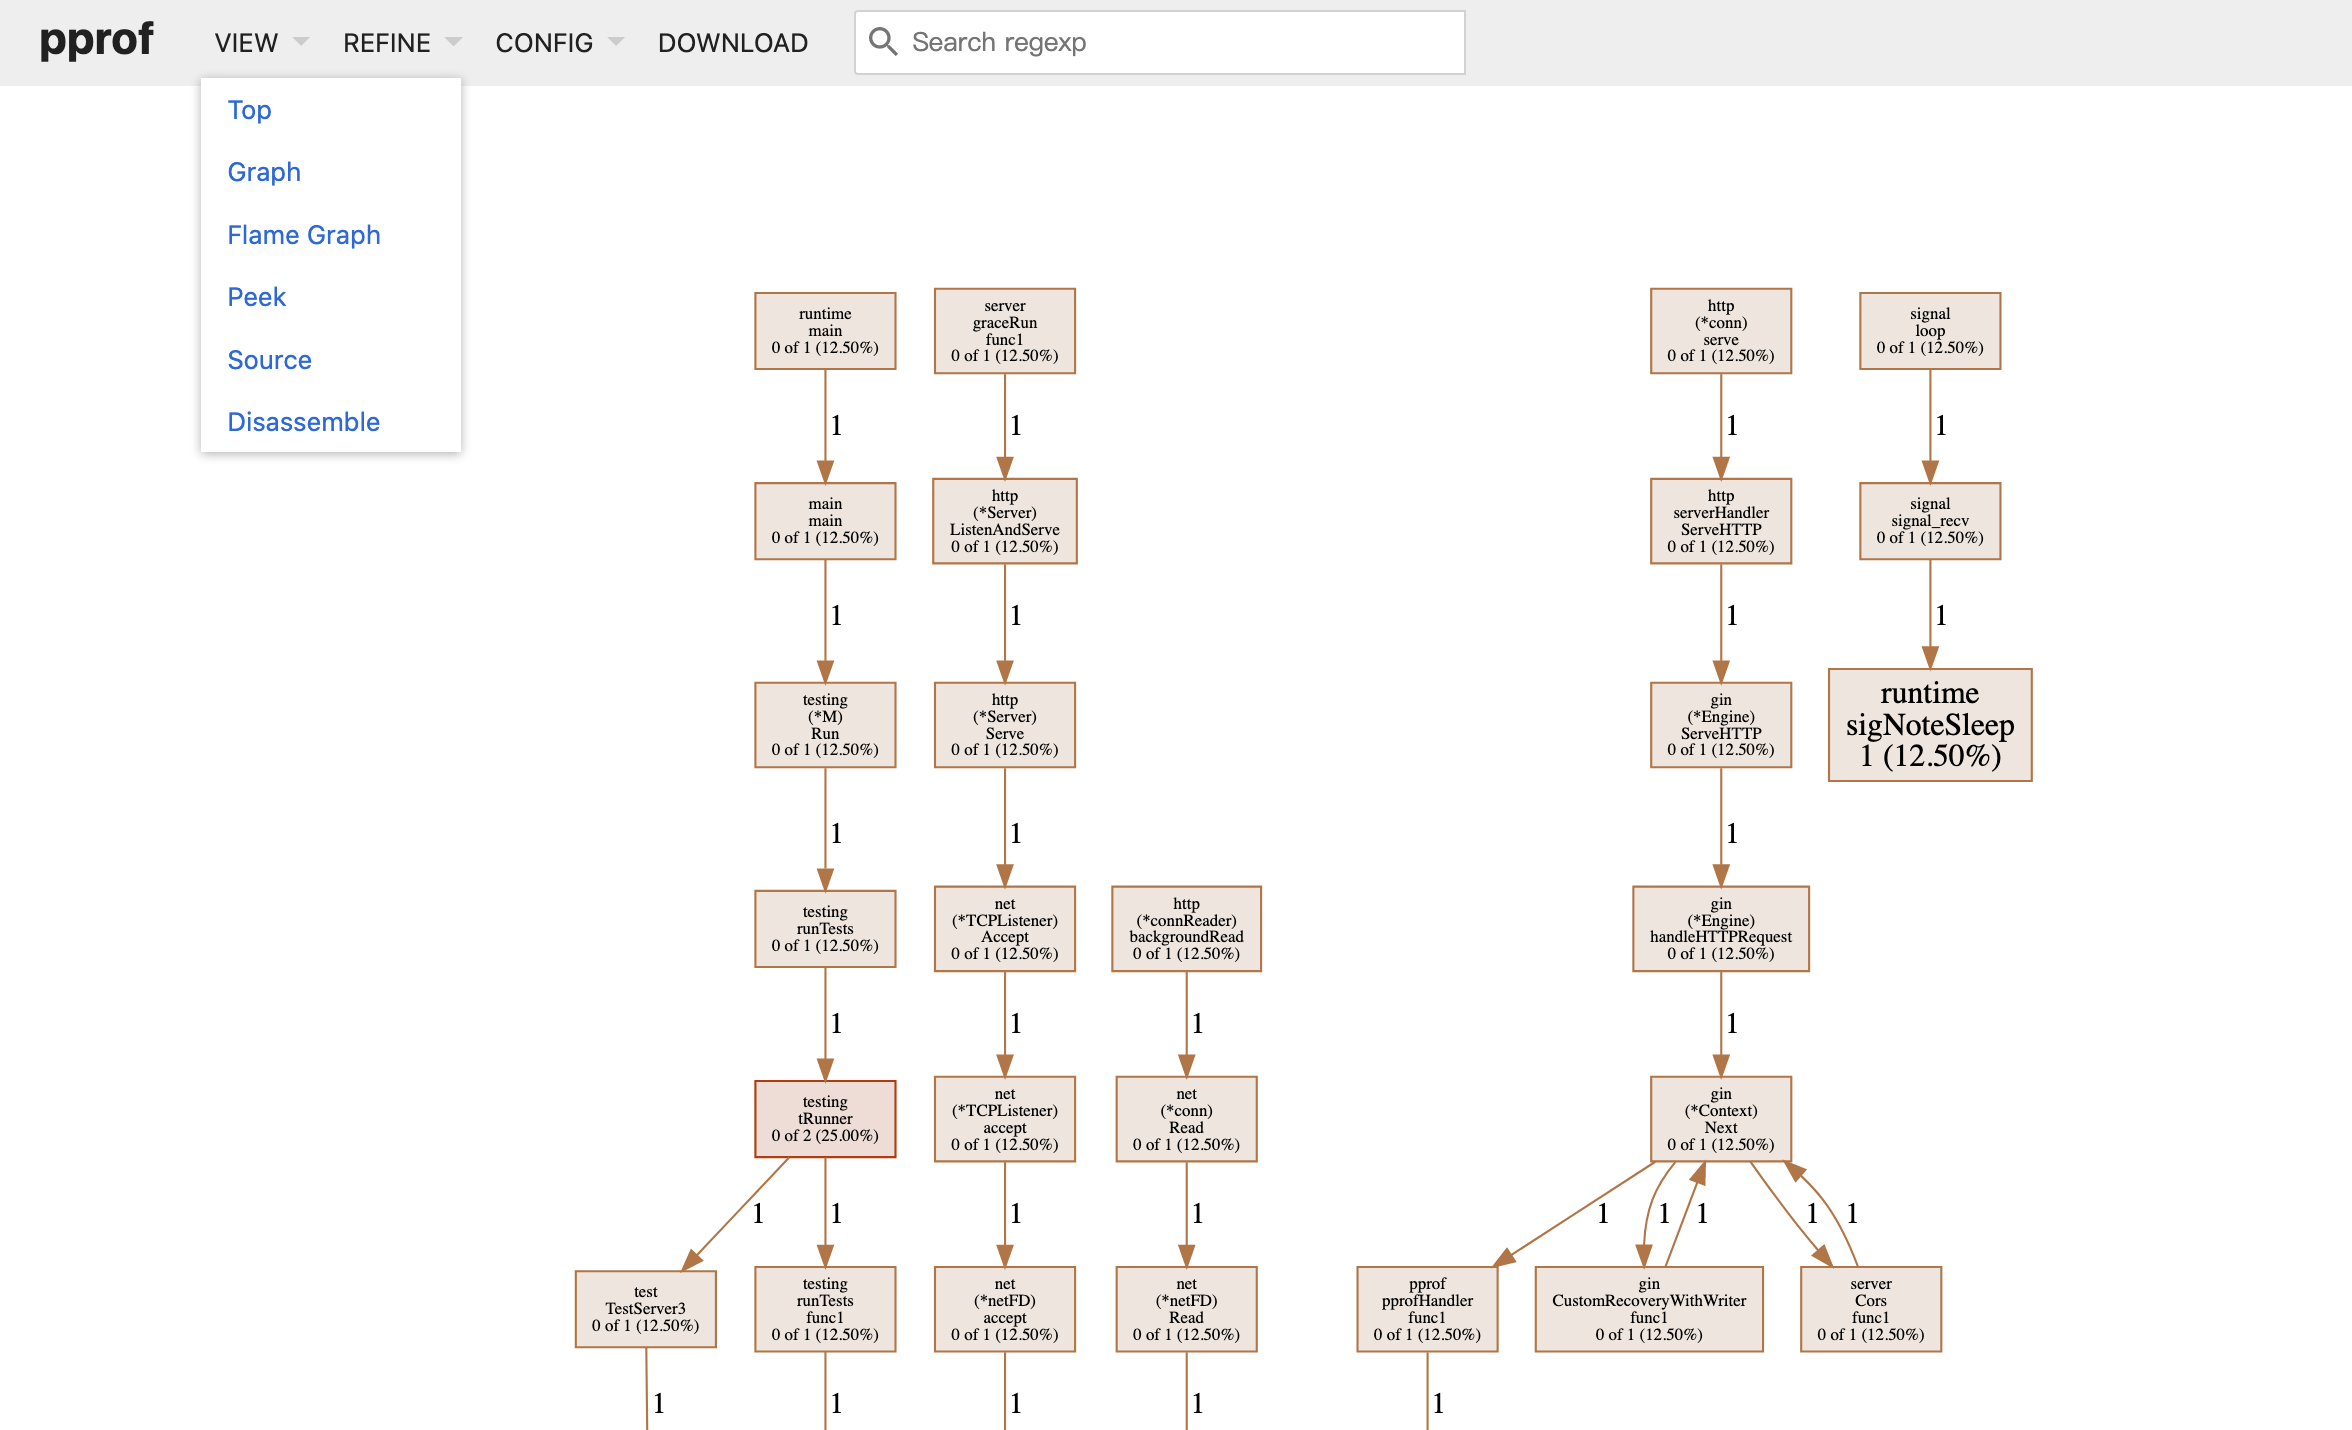 pprof
VIEW
REFINE
CONFIG
DOWNLOAD
Search regexp
Top
Graph
Flame Graph
Peek
Source
Disassemble
runtime
main
0 of 1 (12.50%)
server
graceRun
func1
0 of 1 (12.50%)
http
(*conn)
serve
0 of 1 (12.50%)
signal
loop
0 of 1 (12.50%)
1
1
1
1
main
main
0 of 1 (12.50%)
http
(*Server)
ListenAndServe
0 of 1 (12.50%)
http
serverHandler
ServeHTTP
0 of 1 (12.50%)
signal
signal_recv
0 of 1 (12.50%)
1
1
1
1
testing
(*M)
Run
0 of 1 (12.50%)
http
(*Server)
Serve
0 of 1 (12.50%)
gin
(*Engine)
ServeHTTP
0 of 1 (12.50%)
runtime
sigNoteSleep
1 (12.50%)
1
1
1
testing
runTests
0 of 1 (12.50%)
net
(*TCPListener)
Accept
0 of 1 (12.50%)
http
(*connReader)
backgroundRead
0 of 1 (12.50%)
gin
(*Engine)
handleHTTPRequest
0 of 1 (12.50%)
1
1
1
1
testing
tRunner
0 of 2 (25.00%)
net
(*TCPListener)
accept
0 of 1 (12.50%)
net
(*conn)
Read
0 of 1 (12.50%)
gin
(*Context)
Next
0 of 1 (12.50%)
1
1
1
1
1
1
1
1
1
test
TestServer3
0 of 1 (12.50%)
testing
runTests
func1
0 of 1 (12.50%)
net
(*netFD)
accept
0 of 1 (12.50%)
net
(*netFD)
Read
0 of 1 (12.50%)
pprof
pprofHandler
func1
0 of 1 (12.50%)
gin
CustomRecoveryWithWriter
func1
0 of 1 (12.50%)
server
Cors
func1
0 of 1 (12.50%)
1
1
1
1
1